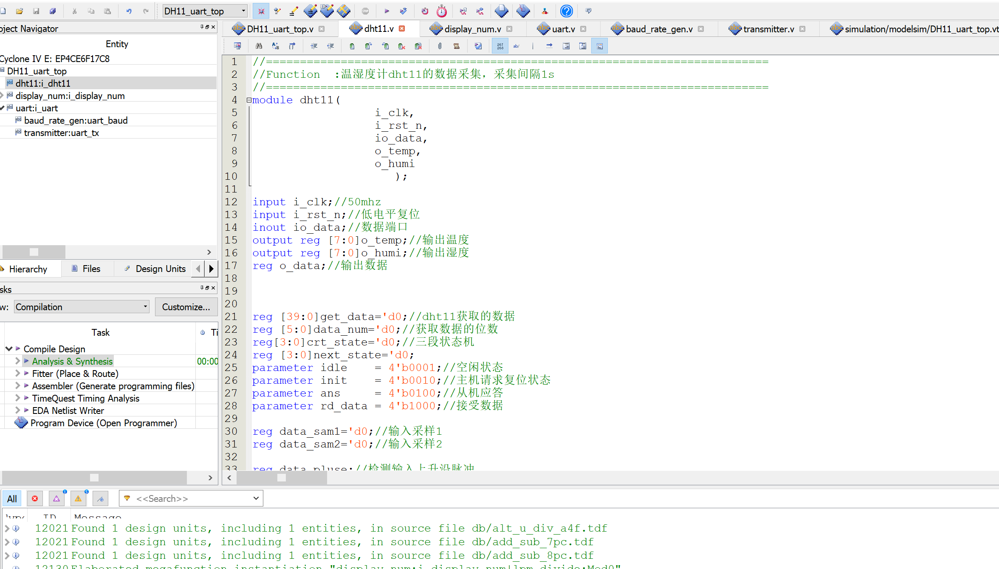 DH11_uart_top
oject Navigator
DH11_uart_top.v
dht11.v
display_num.v
uart.v
baud_rate_gen.v
transmitter.v
simulation/modelsim/DH11_uart_top.vt
Entity
Cyclone IV E: EP4CE6F17C8
DH11_uart_top
dht11:i_dht11
display_num:i_display_num
uart:i_uart
baud_rate_gen:uart_baud
transmitter:uart_tx
Hierarchy
Files
Design Units
sks
w:
Compilation
Customize...
Task
Ti
Compile Design
Analysis & Synthesis
00:00
Fitter (Place & Route)
Assembler (Generate programming files)
TimeQuest Timing Analysis
EDA Netlist Writer
Program Device (Open Programmer)
267
268
ab/
1 //===========================================================================
2 //Function  :温湿度计dht11的数据采集，采集间隔1s
3 //===========================================================================
4 module dht11(
5 i_clk,
6 i_rst_n,
7 io_data,
8 o_temp,
9 o_humi
10 );
11
12 input i_clk;//50mhz
13 input i_rst_n;//低电平复位
14 inout io_data;//数据端口
15 output reg [7:0]o_temp;//输出温度
16 output reg [7:0]o_humi;//输出湿度
17 reg o_data;//输出数据
18
19
20
21 reg [39:0]get_data='d0;//dht11获取的数据
22 reg [5:0]data_num='d0;//获取数据的位数
23 reg[3:0]crt_state='d0;//三段状态机
24 reg [3:0]next_state='d0;
25 parameter idle    = 4'b0001;//空闲状态
26 parameter init    = 4'b0010;//主机请求复位状态
27 parameter ans     = 4'b0100;//从机应答
28 parameter rd_data = 4'b1000;//接受数据
29
30 reg data_sam1='d0;//输入采样1
31 reg data_sam2='d0;//输入采样2
32
33 reg data_pluse;//检测输入上升沿脉冲
All
1
5
<<Search>>
Type ID Message
12021 Found 1 design units, including 1 entities, in source file db/alt_u_div_a4f.tdf
12021 Found 1 design units, including 1 entities, in source file db/add_sub_7pc.tdf
12021 Found 1 design units, including 1 entities, in source file db/add_sub_8pc.tdf
12130 Elaborated megafunction instantiation "display_num:i_display_num|lpm_divide:Mod0"